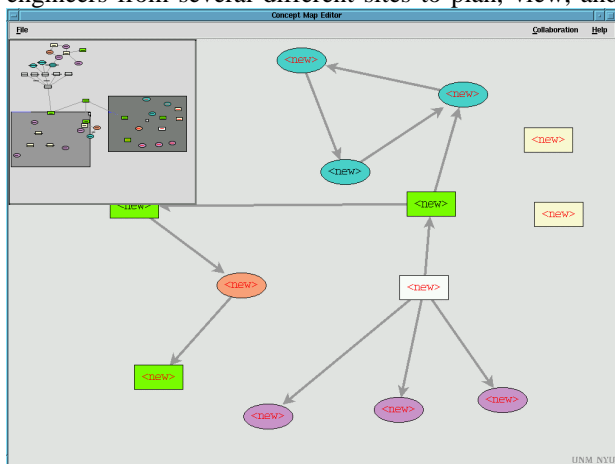 engineers from several different sites to plan, view, and
Concept Map Editor
File Collaboration Help
<new>
<new>
<new>
<new>
<new>
<new>
<new>
<new>
<new>
<new>
<new>
<new>
<new>
UNM NYU